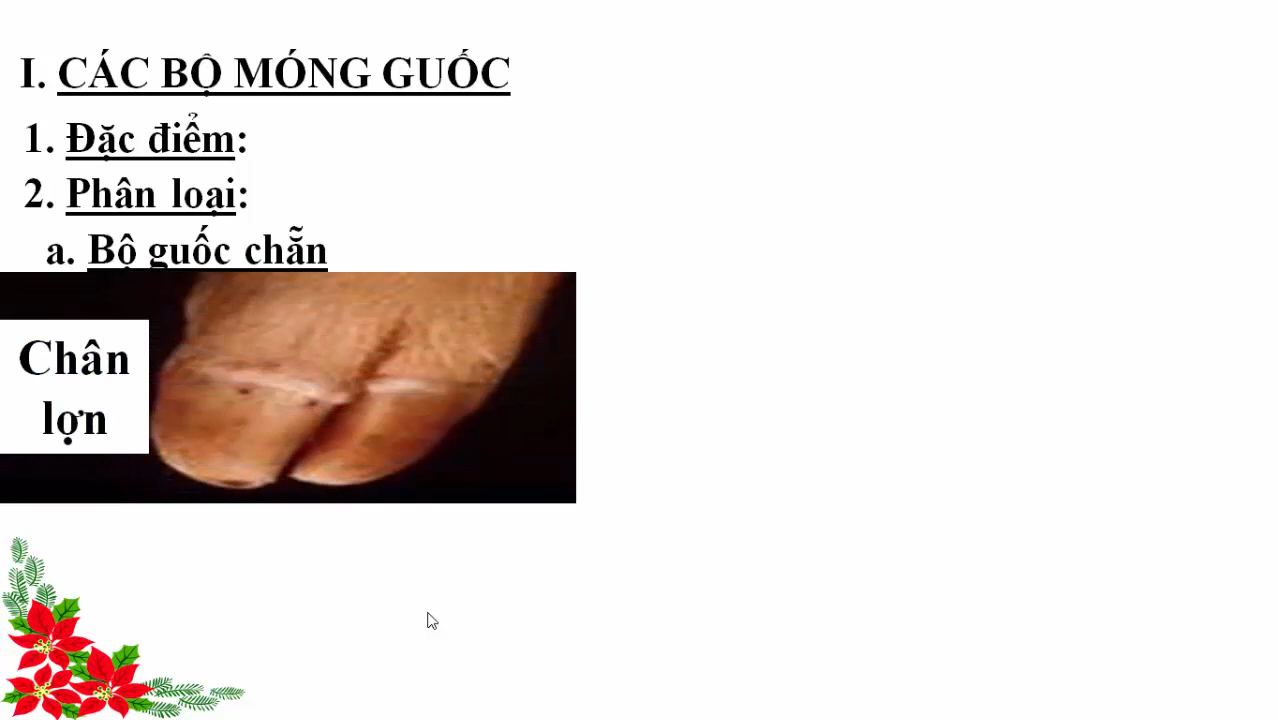 I. CÁC BỘ MÓNG GUỐC
1. Đặc điểm:
2. Phân loại:
a. Bộ guốc chẵn
Chân
lợn